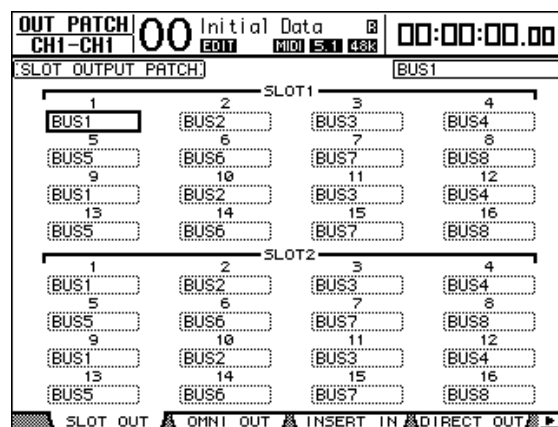 OUT PATCH 00 Initial Data R 00:00:00.00
CH1-CH1 EDIT MIDI 5.1 48k
SLOT OUTPUT PATCH BUS1
SLOT1
1 2 3 4
BUS1 BUS2 BUS3 BUS4
5 6 7 8
BUS5 BUS6 BUS7 BUS8
9 10 11 12
BUS1 BUS2 BUS3 BUS4
13 14 15 16
BUS5 BUS6 BUS7 BUS8
SLOT2
1 2 3 4
BUS1 BUS2 BUS3 BUS4
5 6 7 8
BUS5 BUS6 BUS7 BUS8
9 10 11 12
BUS1 BUS2 BUS3 BUS4
13 14 15 16
BUS5 BUS6 BUS7 BUS8
SLOT OUT OMNI OUT INSERT IN DIRECT OUT